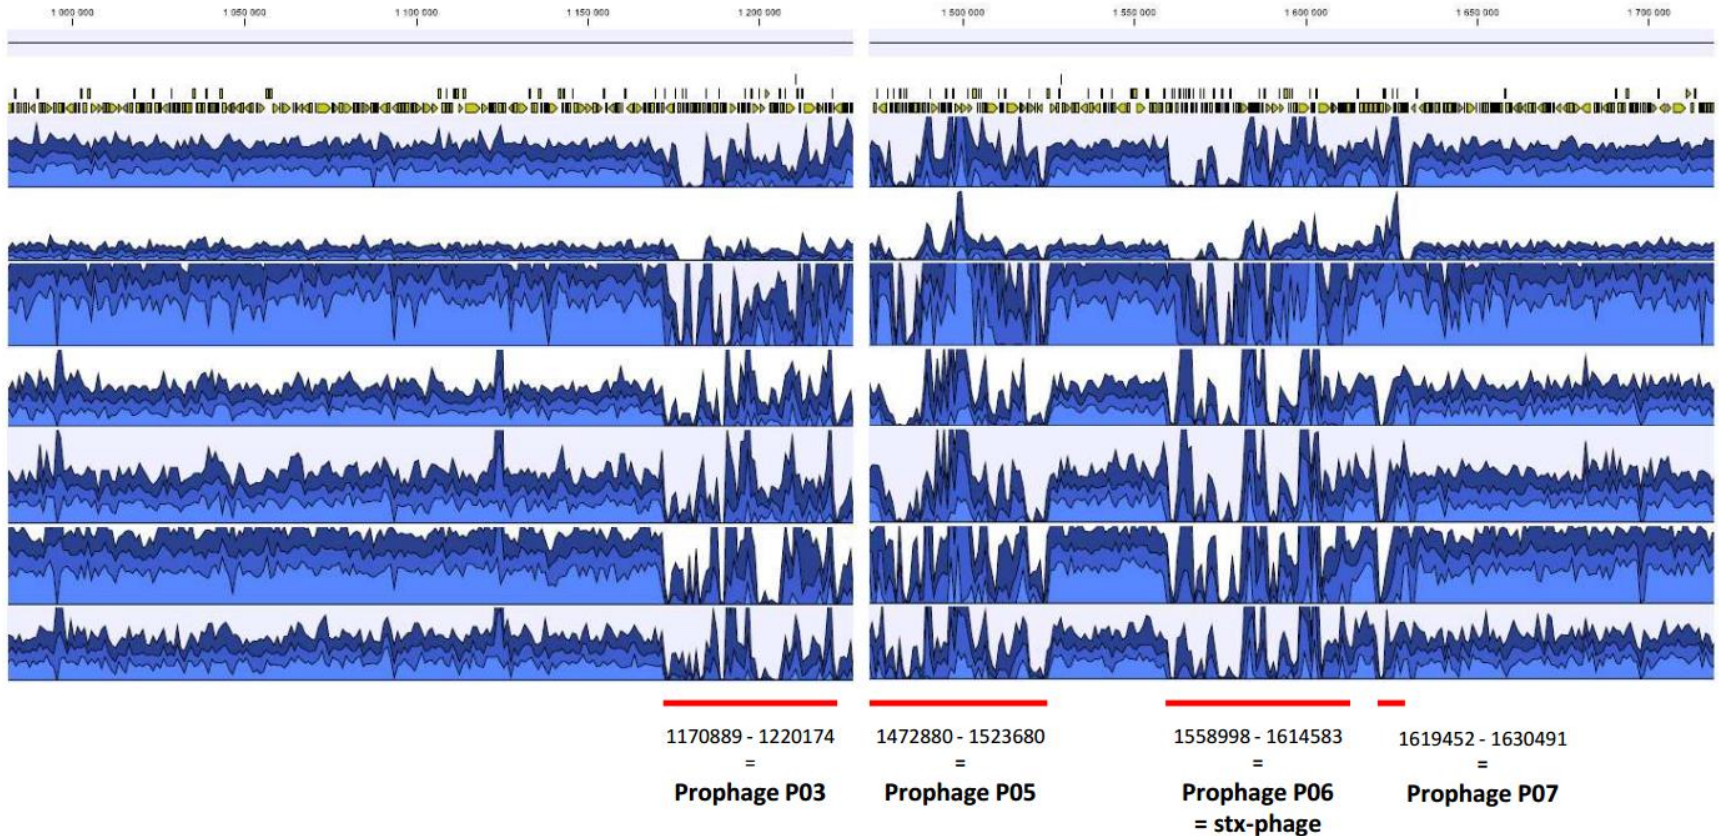 1 000 000 1 050 000 1 100 000 1 150 000 1 200 000 1 500 000 1 550 000 1 600 000 1 650 000 1 700 000
1170889 - 1220174 1472880 - 1523680 1558998 - 1614583 1619452 - 1630491
= = = =
Prophage P03 Prophage P05 Prophage P06 Prophage P07
= stx-phage